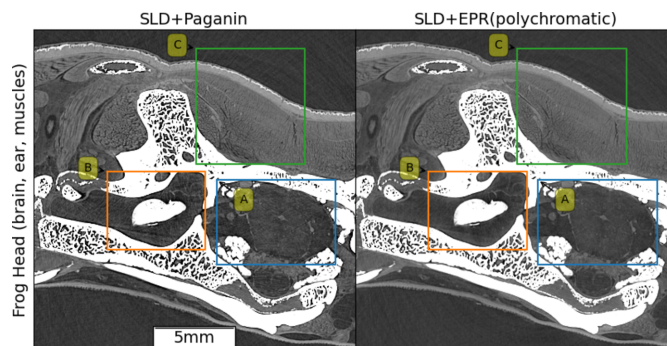 SLD+Paganin
SLD+EPR(polychromatic)
Frog Head (brain, ear, muscles)
C
C
B
B
A
A
5mm